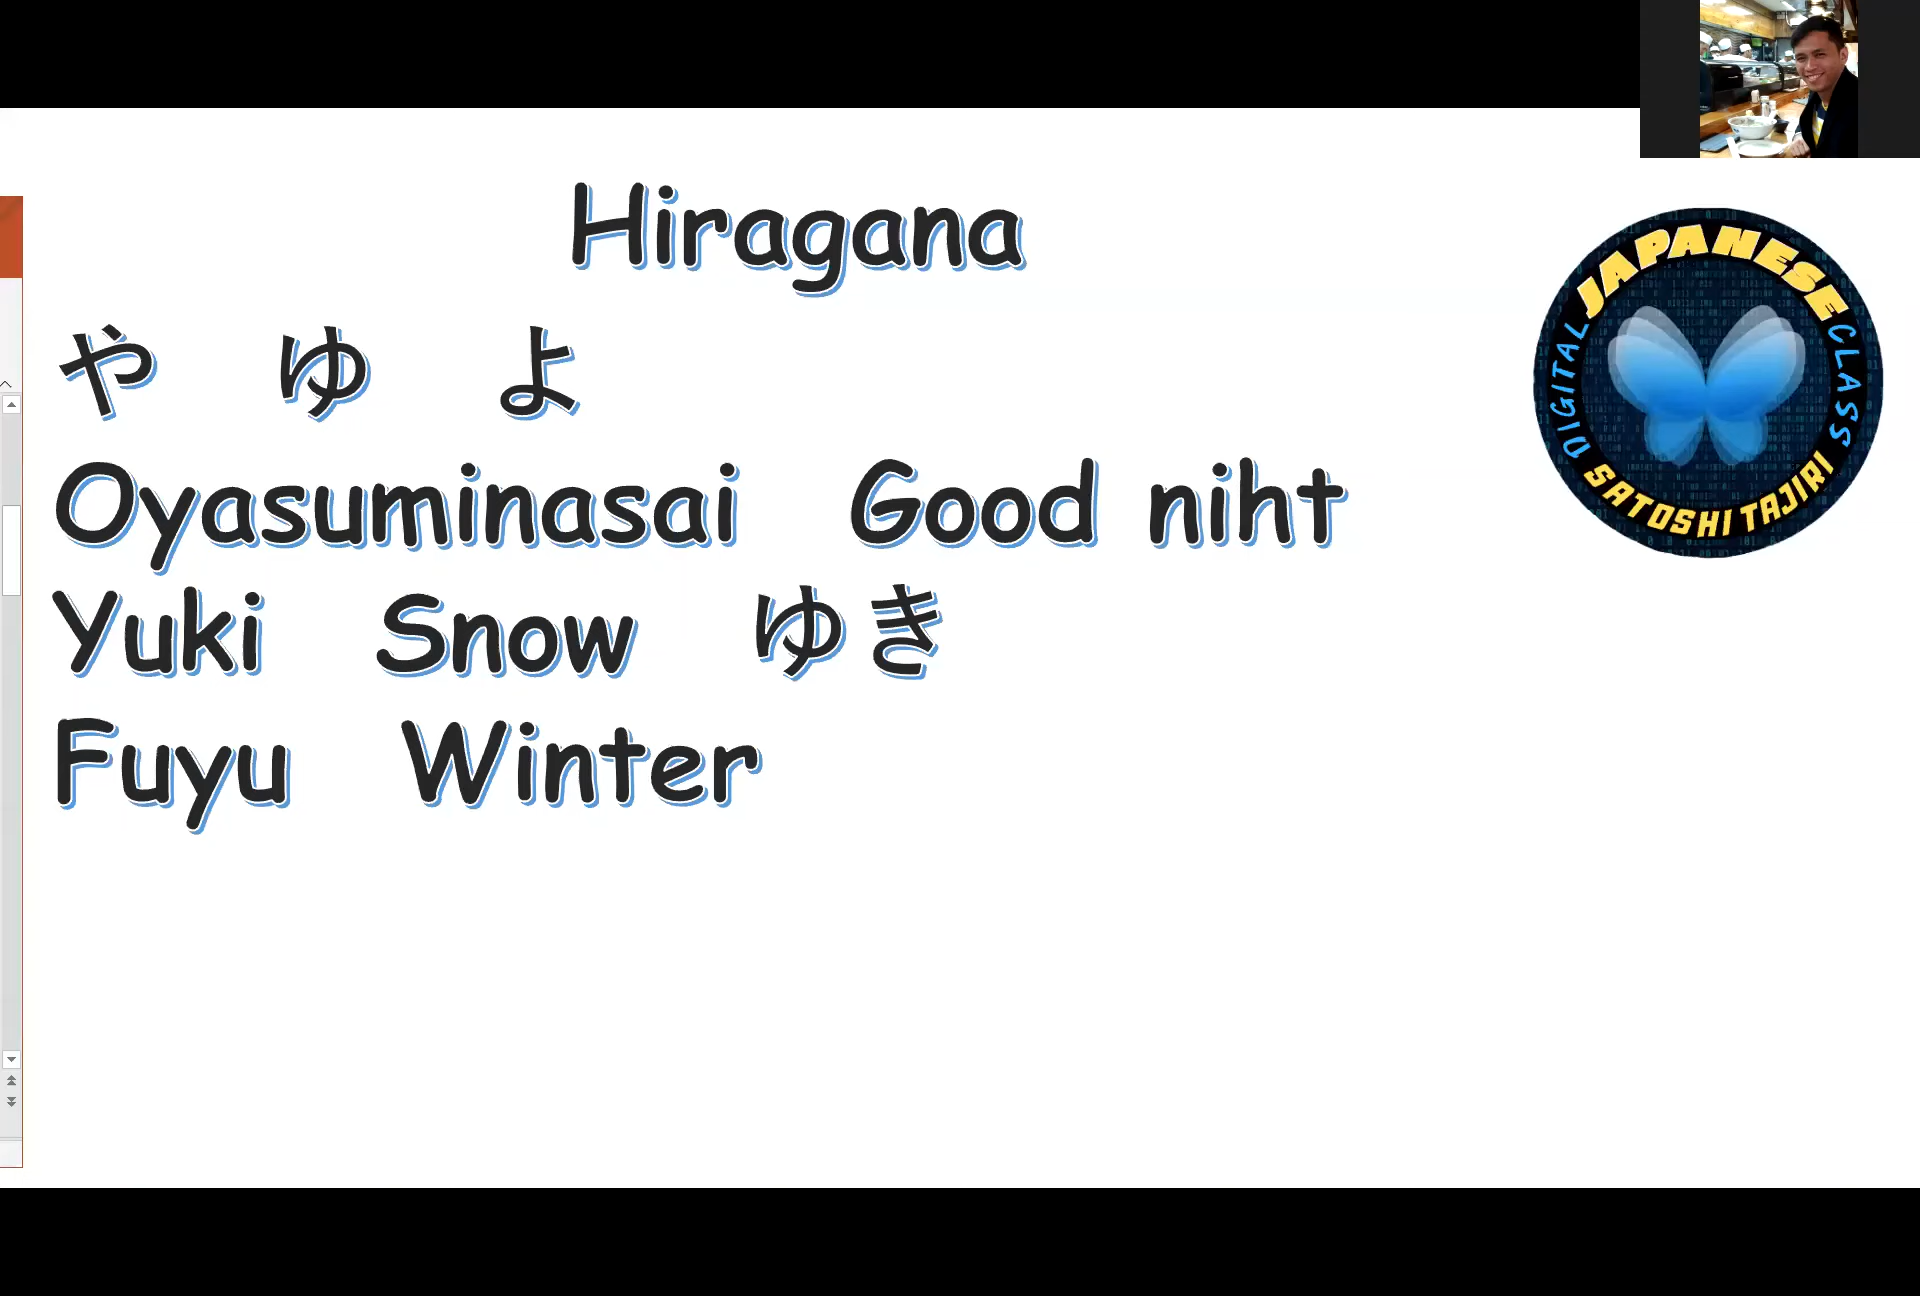 Hiragana
や ゆ よ
Oyasuminasai Good niht
Yuki Snow ゆき
Fuyu Winter
JAPANESE
DIGITAL CLASS
SATOSHI TAJIRI